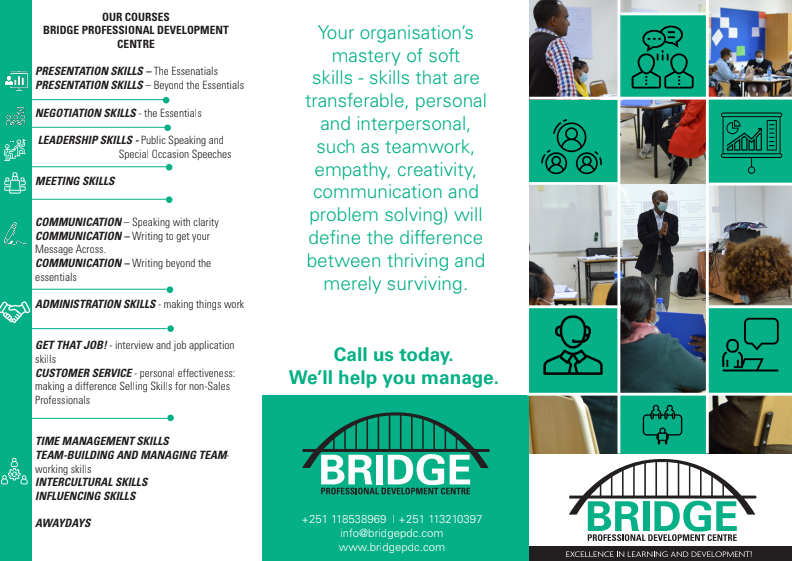 OUR COURSES
BRIDGE PROFESSIONAL DEVELOPMENT
CENTRE
PRESENTATION SKILLS – The Essenatials
PRESENTATION SKILLS – Beyond the Essentials
NEGOTIATION SKILLS - the Essentials
LEADERSHIP SKILLS - Public Speaking and
Special Occasion Speeches
MEETING SKILLS
COMMUNICATION – Speaking with clarity
COMMUNICATION – Writing to get your
Message Across.
COMMUNICATION – Writing beyond the
essentials
ADMINISTRATION SKILLS - making things work
GET THAT JOB! - interview and job application
skills
CUSTOMER SERVICE - personal effectiveness:
making a difference Selling Skills for non-Sales
Professionals
TIME MANAGEMENT SKILLS
TEAM-BUILDING AND MANAGING TEAM-
working skills
INTERCULTURAL SKILLS
INFLUENCING SKILLS
AWAYDAYS
Your organisation's
mastery of soft
skills - skills that are
transferable, personal
and interpersonal,
such as teamwork,
empathy, creativity,
communication and
problem solving) will
define the difference
between thriving and
merely surviving.
Call us today.
We'll help you manage.
BRIDGE
PROFESSIONAL DEVELOPMENT CENTRE
+251 118538969 | +251 113210397
info@bridgepdc.com
www.bridgepdc.com
BRIDGE
PROFESSIONAL DEVELOPMENT CENTRE
EXCELLENCE IN LEARNING AND DEVELOPMENT!